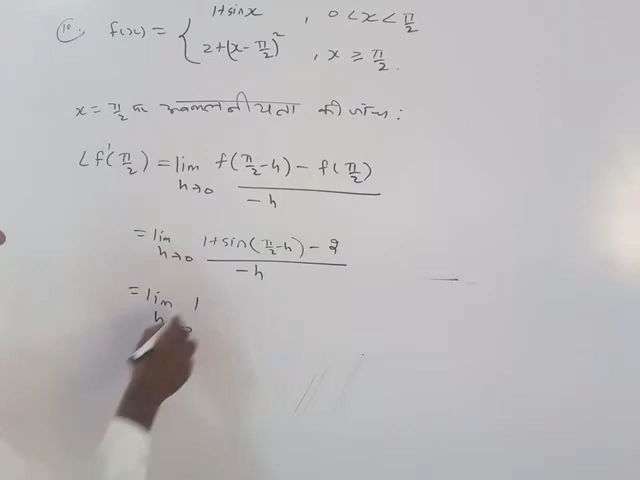 10. f(x) = { 1+sinx , 0<x<π/2
2+(x-π/2)² , x≥π/2.
x=π/2 पर अवकलनीयता की जाँच:
Lf'(π/2) = lim h→0 f(π/2-h)-f(π/2) / -h
= lim h→0 1+sin(π/2-h)-2 / -h
= lim h→0 1